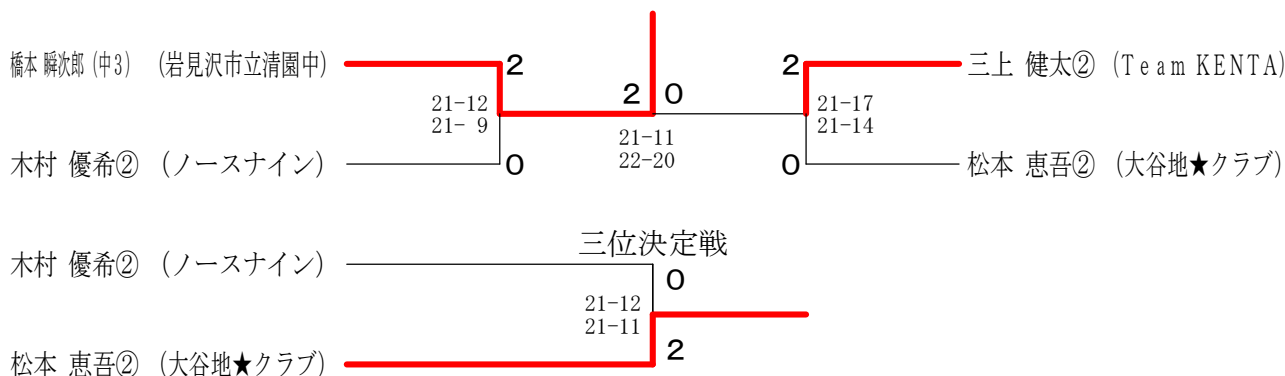 橋本 瞬次郎 (中3) (岩見沢市立清園中)
2
2
三上 健太② (Team KENTA)
21-12
21- 9
2 0
21-17
21-14
21-11
22-20
木村 優希② (ノースナイン)
0
0
松本 恵吾② (大谷地★クラブ)
三位決定戦
木村 優希② (ノースナイン)
0
21-12
21-11
2
松本 恵吾② (大谷地★クラブ)